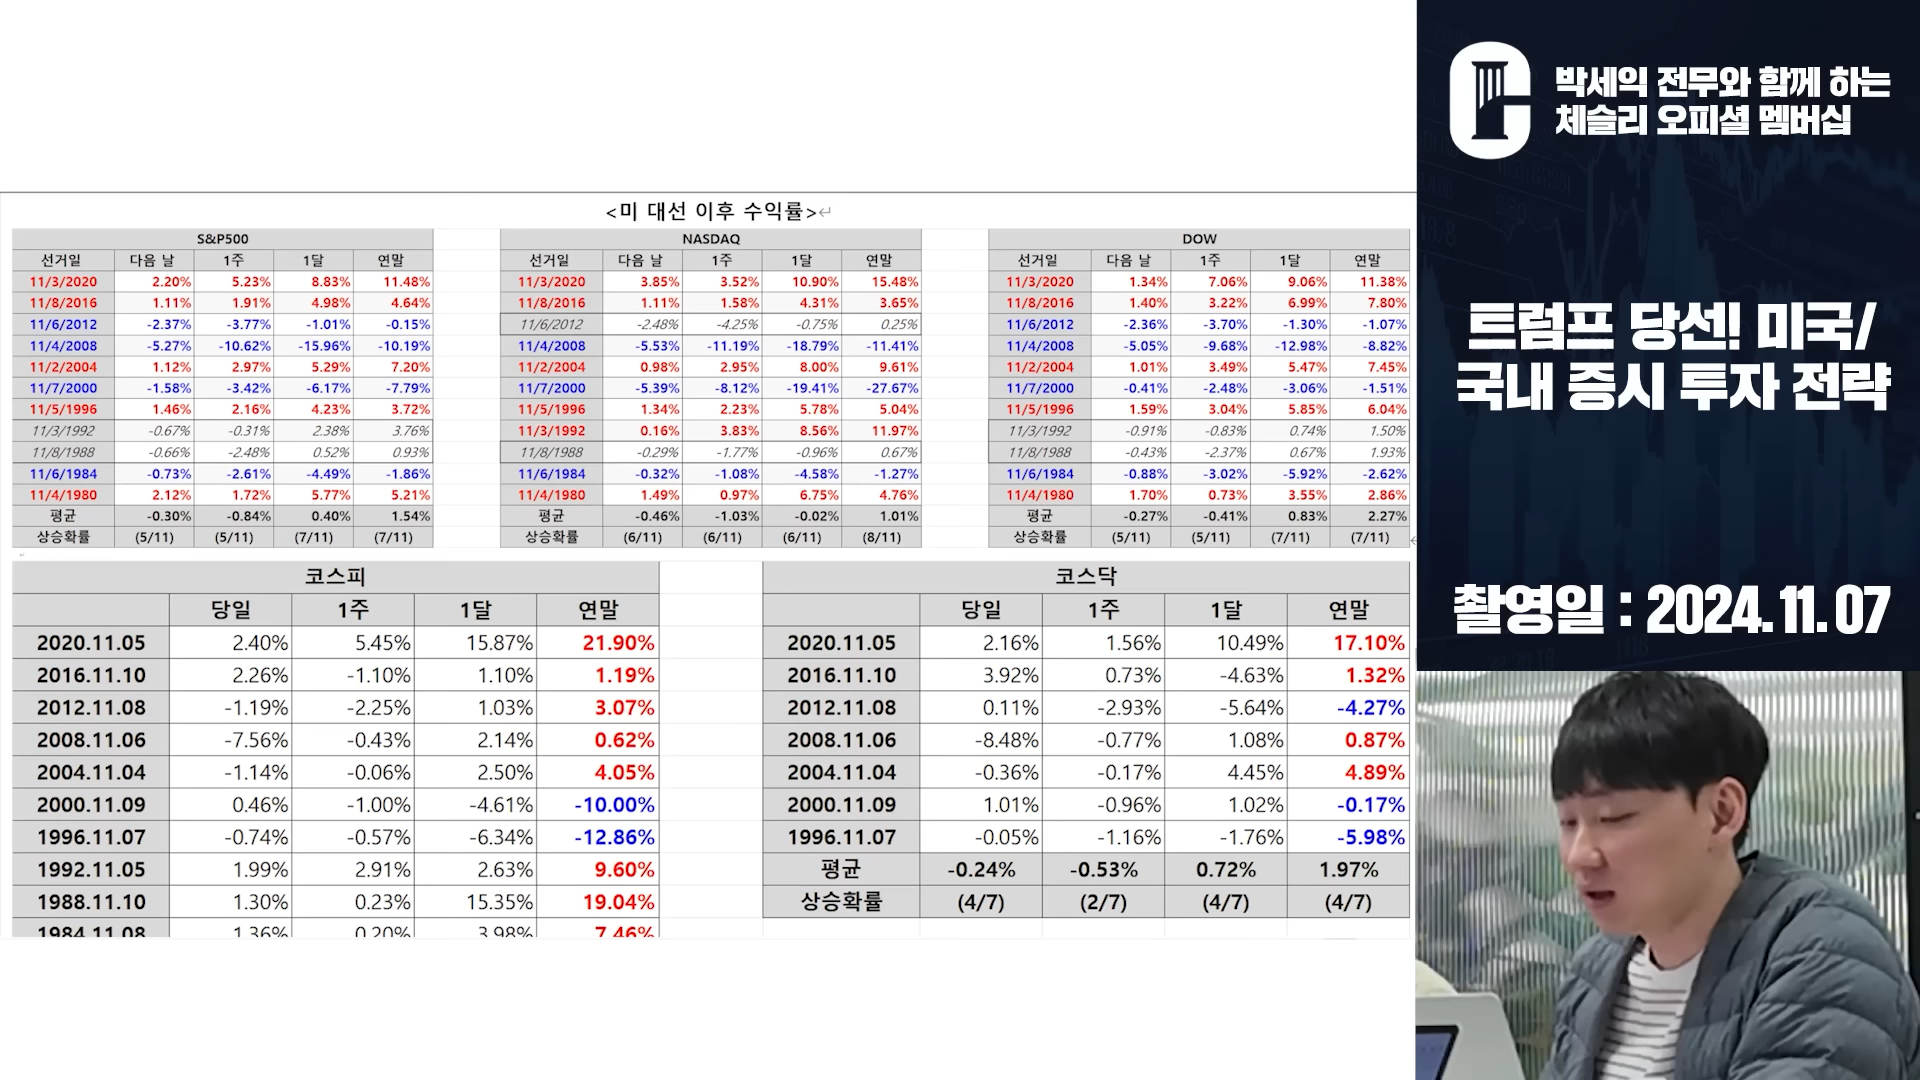 박세익 전무와 함께 하는
체슬리 오피셜 멤버십
트럼프 당선! 미국/
국내 증시 투자 전략
촬영일 : 2024.11.07
<미 대선 이후 수익률>
S&P500
선거일 다음 날 1주 1달 연말
11/3/2020 2.20% 5.23% 8.83% 11.48%
11/8/2016 1.11% 1.91% 4.98% 4.64%
11/6/2012 -2.37% -3.77% -1.01% -0.15%
11/4/2008 -5.27% -10.62% -15.96% -10.19%
11/2/2004 1.12% 2.97% 5.29% 7.20%
11/7/2000 -1.58% -3.42% -6.17% -7.79%
11/5/1996 1.46% 2.16% 4.23% 3.72%
11/3/1992 -0.67% -0.31% 2.38% 3.76%
11/8/1988 -0.66% -2.48% 0.52% 0.93%
11/6/1984 -0.73% -2.61% -4.49% -1.86%
11/4/1980 2.12% 1.72% 5.77% 5.21%
평균 -0.30% -0.84% 0.40% 1.54%
상승확률 (5/11) (5/11) (7/11) (7/11)
NASDAQ
선거일 다음 날 1주 1달 연말
11/3/2020 3.85% 3.52% 10.90% 15.48%
11/8/2016 1.11% 1.58% 4.31% 3.65%
11/6/2012 -2.48% -4.25% -0.75% 0.25%
11/4/2008 -5.53% -11.19% -18.79% -11.41%
11/2/2004 0.98% 2.95% 8.00% 9.61%
11/7/2000 -5.39% -8.12% -19.41% -27.67%
11/5/1996 1.34% 2.23% 5.78% 5.04%
11/3/1992 0.16% 3.83% 8.56% 11.97%
11/8/1988 -0.29% -1.77% -0.96% 0.67%
11/6/1984 -0.32% -1.08% -4.58% -1.27%
11/4/1980 1.49% 0.97% 6.75% 4.76%
평균 -0.46% -1.03% -0.02% 1.01%
상승확률 (6/11) (6/11) (6/11) (8/11)
DOW
선거일 다음 날 1주 1달 연말
11/3/2020 1.34% 7.06% 9.06% 11.38%
11/8/2016 1.40% 3.22% 6.99% 7.80%
11/6/2012 -2.36% -3.70% -1.30% -1.07%
11/4/2008 -5.05% -9.68% -12.98% -8.82%
11/2/2004 1.01% 3.49% 5.47% 7.45%
11/7/2000 -0.41% -2.48% -3.06% -1.51%
11/5/1996 1.59% 3.04% 5.85% 6.04%
11/3/1992 -0.91% -0.83% 0.74% 1.50%
11/8/1988 -0.43% -2.37% 0.67% 1.93%
11/6/1984 -0.88% -3.02% -5.92% -2.62%
11/4/1980 1.70% 0.73% 3.55% 2.86%
평균 -0.27% -0.41% 0.83% 2.27%
상승확률 (5/11) (5/11) (7/11) (7/11)
코스피
당일 1주 1달 연말
2020.11.05 2.40% 5.45% 15.87% 21.90%
2016.11.10 2.26% -1.10% 1.10% 1.19%
2012.11.08 -1.19% -2.25% 1.03% 3.07%
2008.11.06 -7.56% -0.43% 2.14% 0.62%
2004.11.04 -1.14% -0.06% 2.50% 4.05%
2000.11.09 0.46% -1.00% -4.61% -10.00%
1996.11.07 -0.74% -0.57% -6.34% -12.86%
1992.11.05 1.99% 2.91% 2.63% 9.60%
1988.11.10 1.30% 0.23% 15.35% 19.04%
1984.11.08 1.36% 0.20% 3.98% 7.46%
코스닥
당일 1주 1달 연말
2020.11.05 2.16% 1.56% 10.49% 17.10%
2016.11.10 3.92% 0.73% -4.63% 1.32%
2012.11.08 0.11% -2.93% -5.64% -4.27%
2008.11.06 -8.48% -0.77% 1.08% 0.87%
2004.11.04 -0.36% -0.17% 4.45% 4.89%
2000.11.09 1.01% -0.96% 1.02% -0.17%
1996.11.07 -0.05% -1.16% -1.76% -5.98%
평균 -0.24% -0.53% 0.72% 1.97%
상승확률 (4/7) (2/7) (4/7) (4/7)